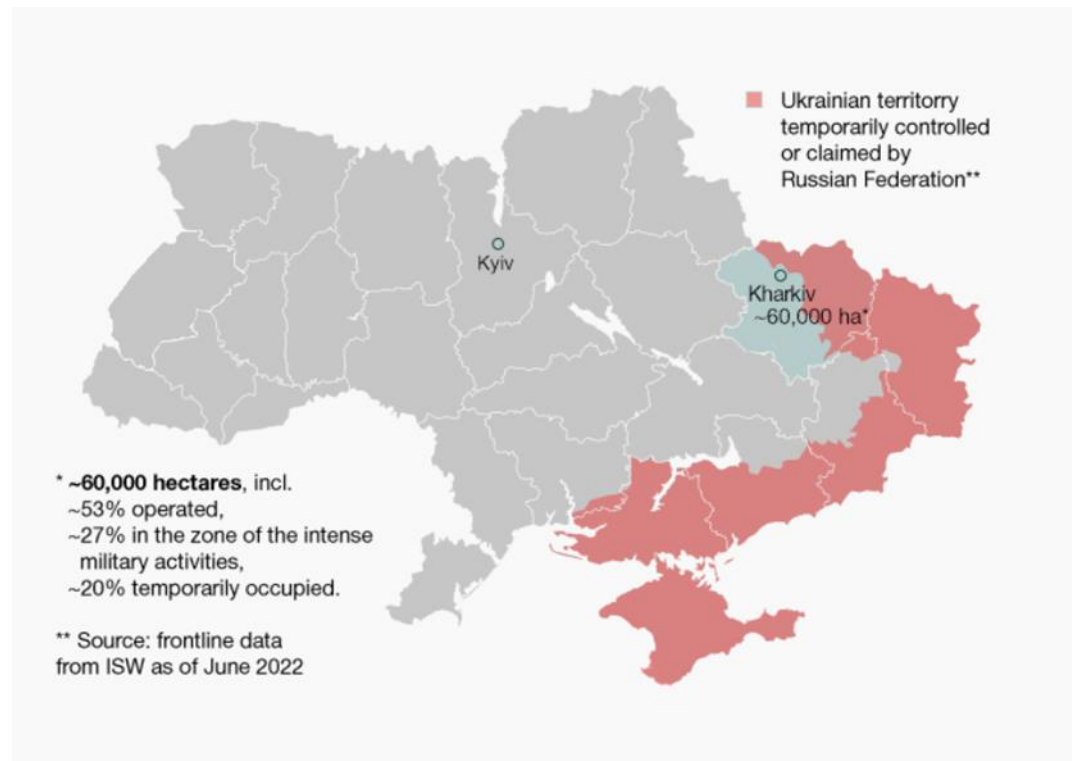 Ukrainian territorry
temporarily controlled
or claimed by
Russian Federation**
Kyiv
Kharkiv
~60,000 ha*
* ~60,000 hectares, incl.
~53% operated,
~27% in the zone of the intense
military activities,
~20% temporarily occupied.
** Source: frontline data
from ISW as of June 2022